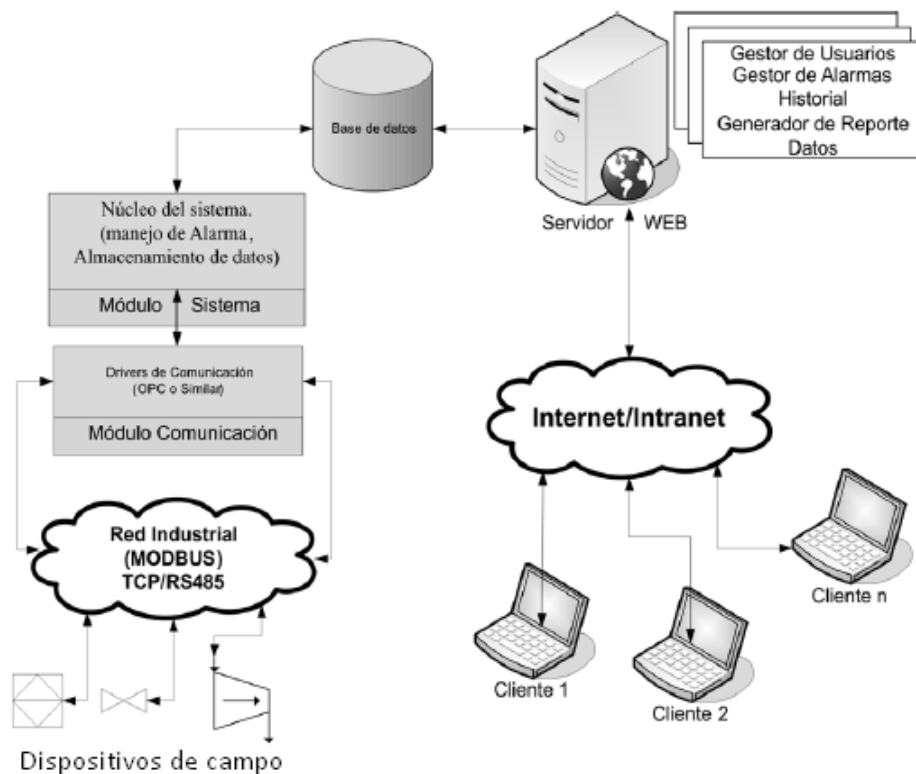 Gestor de Usuarios
Gestor de Alarmas
Historial
Generador de Reporte
Datos
Base de datos
Servidor WEB
Núcleo del sistema.
(manejo de Alarma,
Almacenamiento de datos)
Módulo Sistema
Drivers de Comunicación
(OPC o Similar)
Módulo Comunicación
Internet/Intranet
Red Industrial
(MODBUS)
TCP/RS485
Cliente n
Cliente 1
Cliente 2
Dispositivos de campo